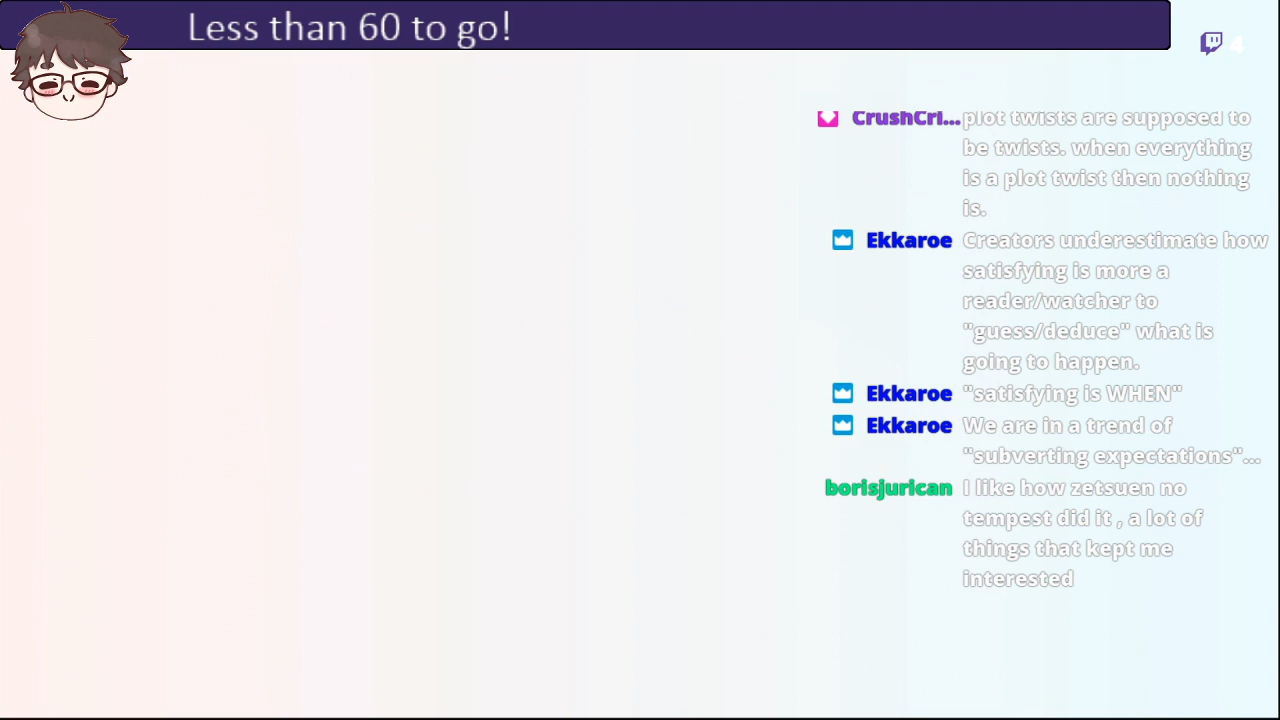 Less than 60 to go!
4
CrushCri... plot twists are supposed to
be twists. when everything
is a plot twist then nothing
is.
Ekkaroe Creators underestimate how
satisfying is more a
reader/watcher to
"guess/deduce" what is
going to happen.
Ekkaroe "satisfying is WHEN"
Ekkaroe We are in a trend of
"subverting expectations"...
borisjurican I like how zetsuen no
tempest did it , a lot of
things that kept me
interested